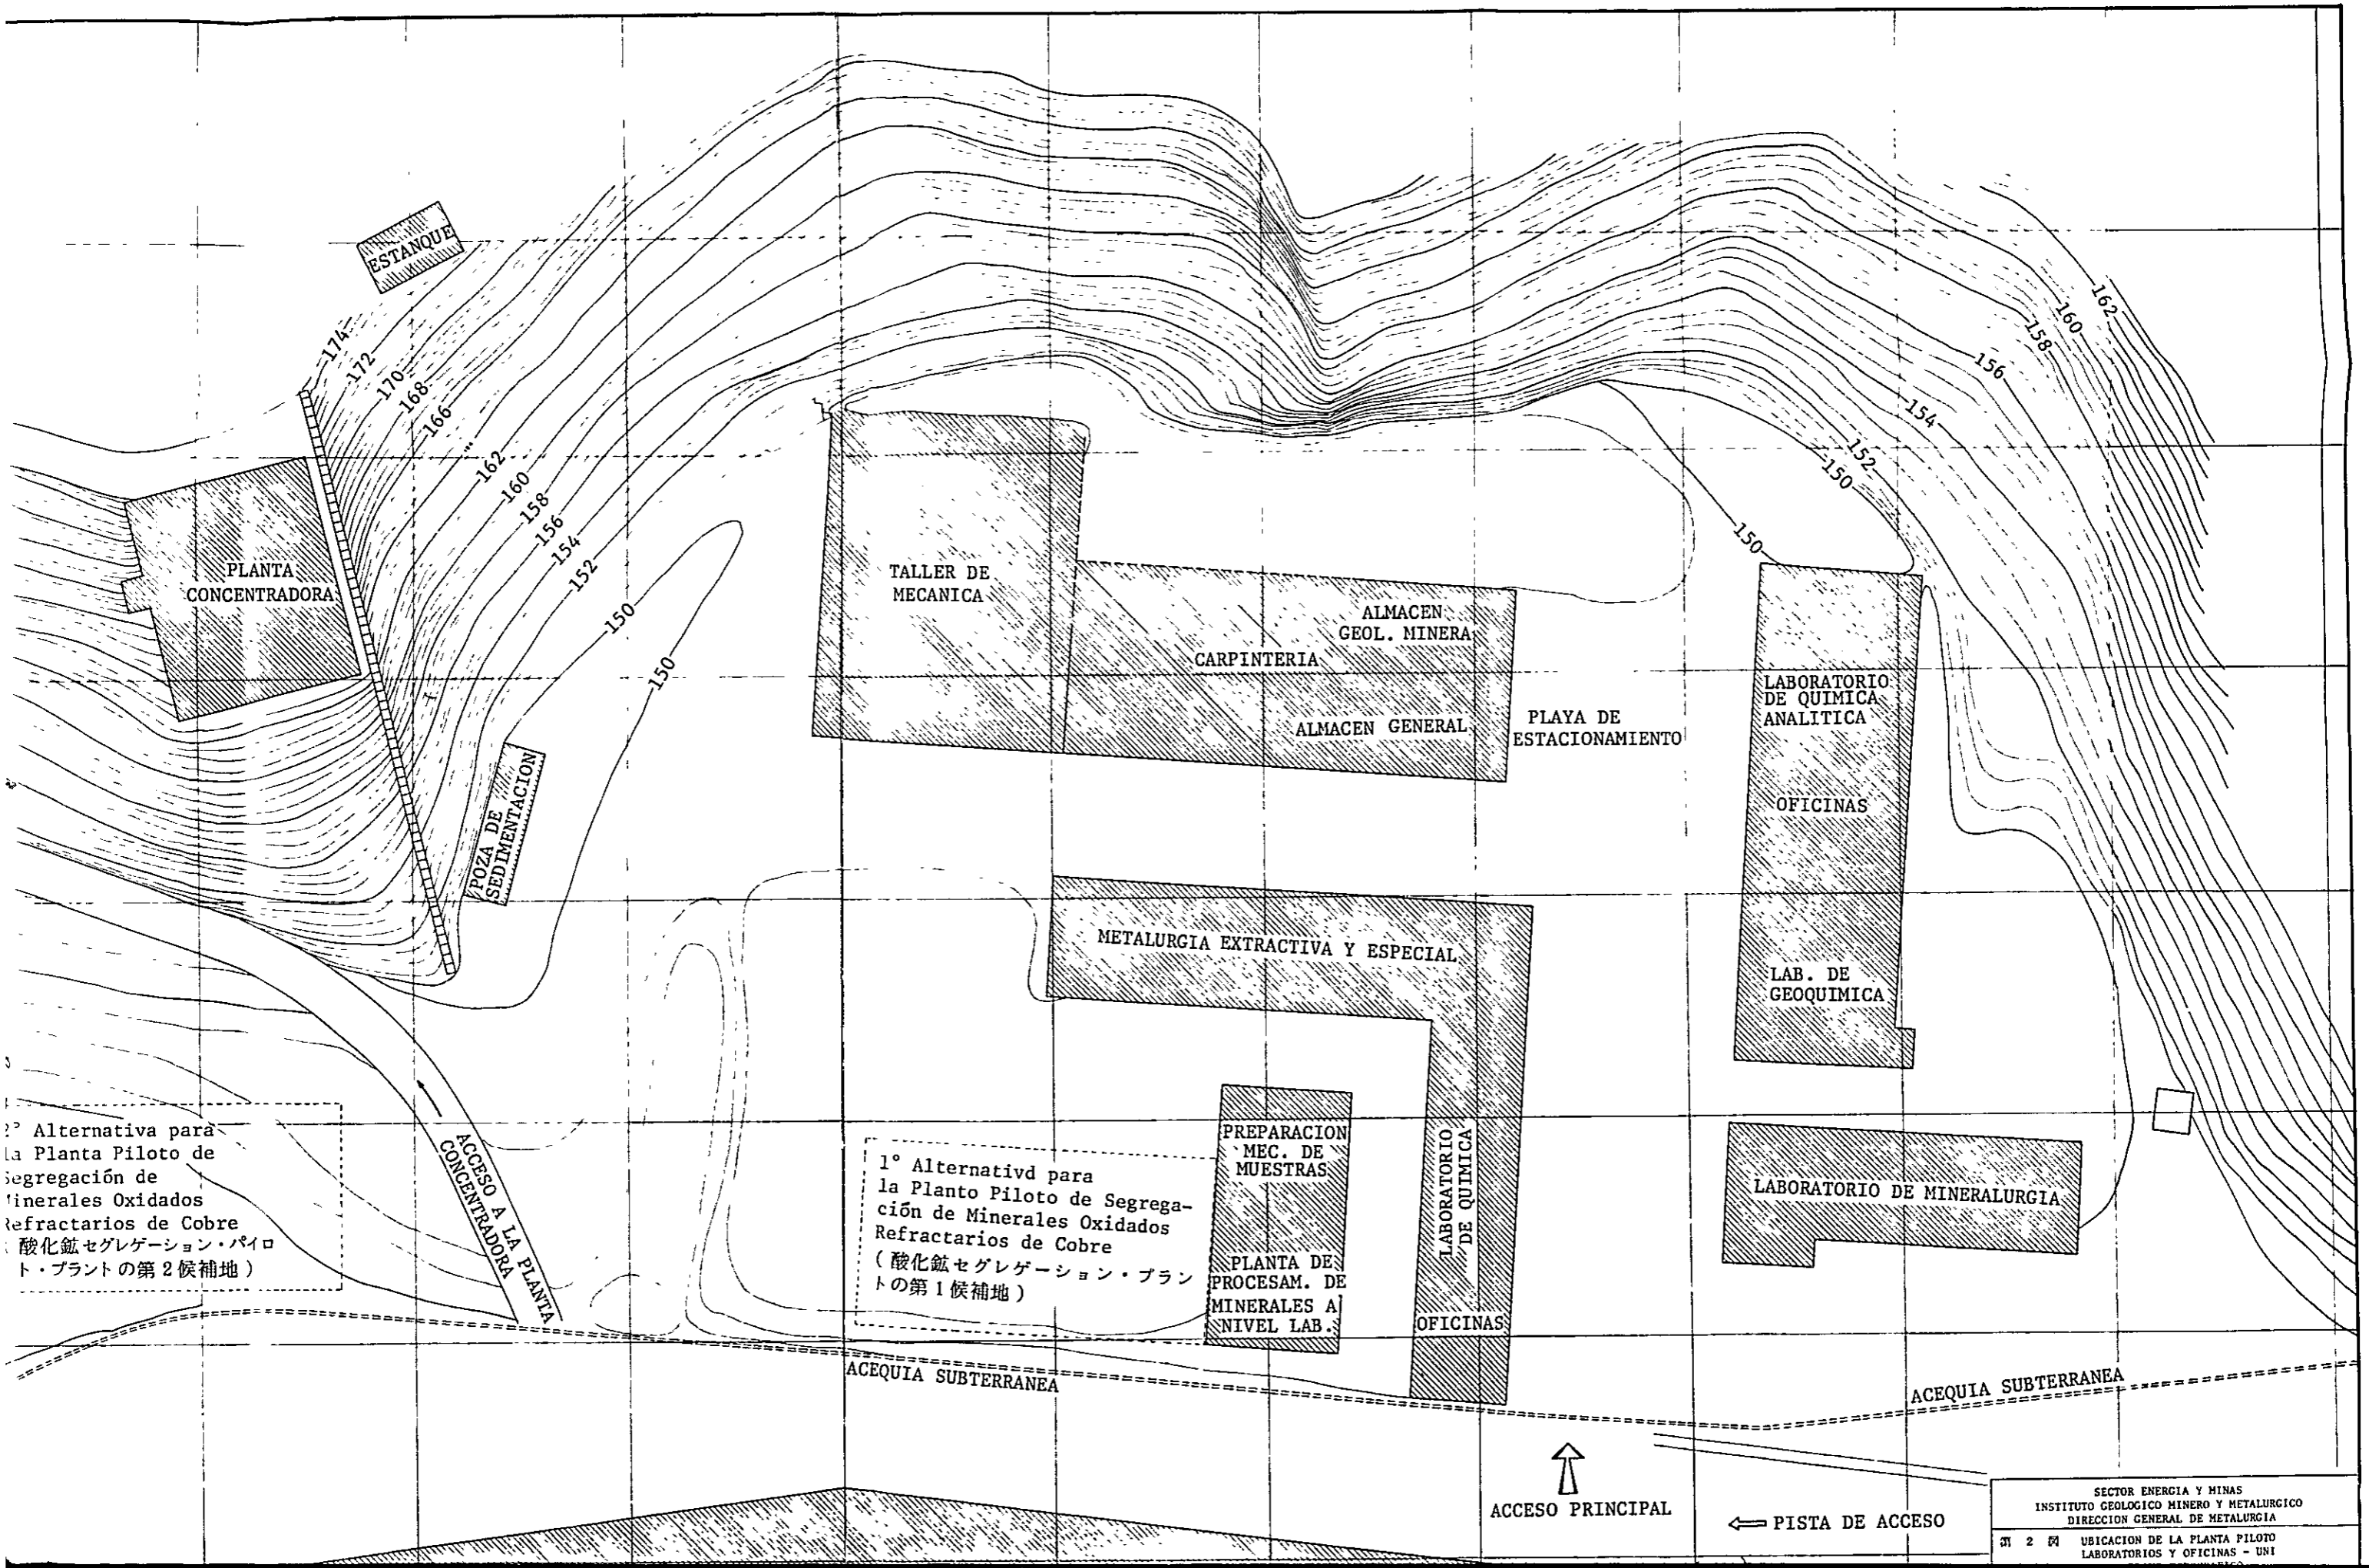 ESTANQUE
174
172
170
168
166
162
160
158
156
154
152
150
150
162
160
158
156
154
152
150
150
PLANTA
CONCENTRADORA
TALLER DE
MECANICA
ALMACEN
GEOL. MINERA
CARPINTERIA
ALMACEN GENERAL
PLAYA DE
ESTACIONAMIENTO
LABORATORIO
DE QUIMICA
ANALITICA
OFICINAS
LAB. DE
GEOQUIMICA
POZA DE
SEDIMENTACION
METALURGIA EXTRACTIVA Y ESPECIAL
2° Alternativa para
la Planta Piloto de
Segregación de
Minerales Oxidados
Refractarios de Cobre
酸化鉱セグレゲーション・パイロ
ト・プラントの第2候補地)
ACCESO A LA PLANTA
CONCENTRADORA
1° Alternativd para
la Planto Piloto de Segrega-
ción de Minerales Oxidados
Refractarios de Cobre
(酸化鉱セグレゲーション・プラン
トの第1候補地)
PREPARACION
MEC. DE
MUESTRAS
PLANTA DE
PROCESAM. DE
MINERALES A
NIVEL LAB.
LABORATORIO
DE QUIMICA
OFICINAS
LABORATORIO DE MINERALURGIA
ACEQUIA SUBTERRANEA
ACEQUIA SUBTERRANEA
ACCESO PRINCIPAL
PISTA DE ACCESO
SECTOR ENERGIA Y MINAS
INSTITUTO GEOLOGICO MINERO Y METALURGICO
DIRECCION GENERAL DE METALURGIA
第 2 図 UBICACION DE LA PLANTA PILOTO
LABORATORIOS Y OFICINAS - UNI